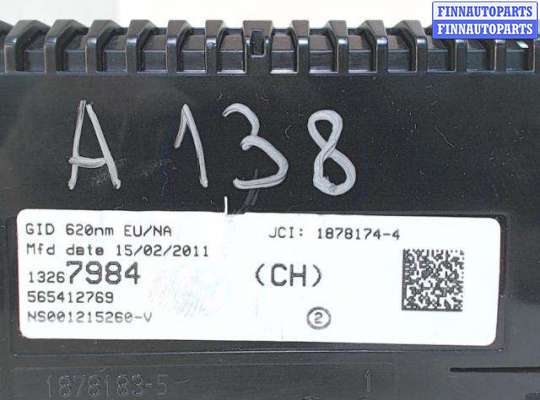 FINNAUTOPARTS
FINNAUTOPARTS
A 138
GID 620nm EU/NA
JCI: 1878174-4
Mfd date 15/02/2011
13267984
(CH)
565412769
NS001215260-V
2
1878183-5
1